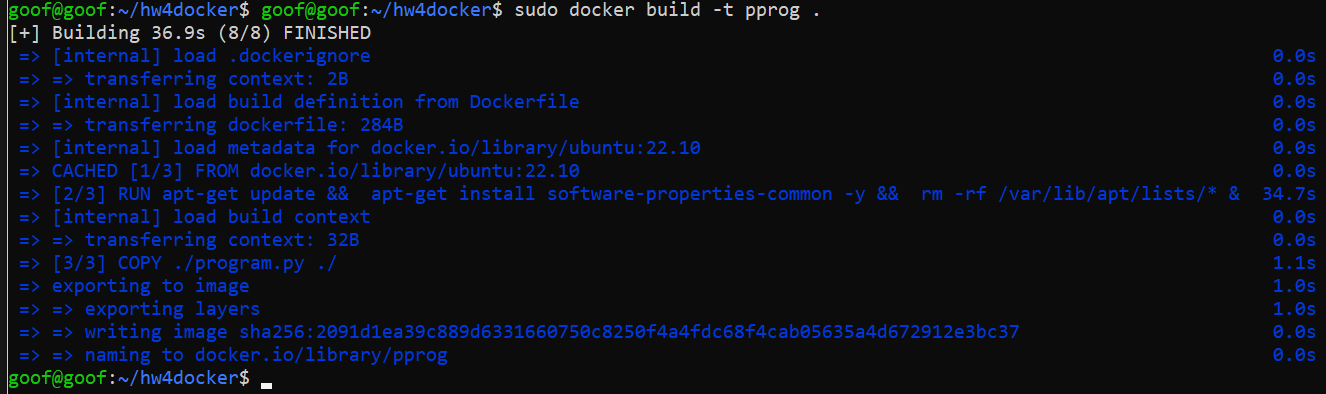 goof@goof:~/hw4docker$ goof@goof:~/hw4docker$ sudo docker build -t pprog .
[+] Building 36.9s (8/8) FINISHED
=> [internal] load .dockerignore 0.0s
=> => transferring context: 2B 0.0s
=> [internal] load build definition from Dockerfile 0.0s
=> => transferring dockerfile: 284B 0.0s
=> [internal] load metadata for docker.io/library/ubuntu:22.10 0.0s
=> CACHED [1/3] FROM docker.io/library/ubuntu:22.10 0.0s
=> [2/3] RUN apt-get update &&  apt-get install software-properties-common -y &&  rm -rf /var/lib/apt/lists/* & 34.7s
=> [internal] load build context 0.0s
=> => transferring context: 32B 0.0s
=> [3/3] COPY ./program.py ./ 1.1s
=> exporting to image 1.0s
=> => exporting layers 1.0s
=> => writing image sha256:2091d1ea39c889d6331660750c8250f4a4fdc68f4cab05635a4d672912e3bc37 0.0s
=> => naming to docker.io/library/pprog 0.0s
goof@goof:~/hw4docker$